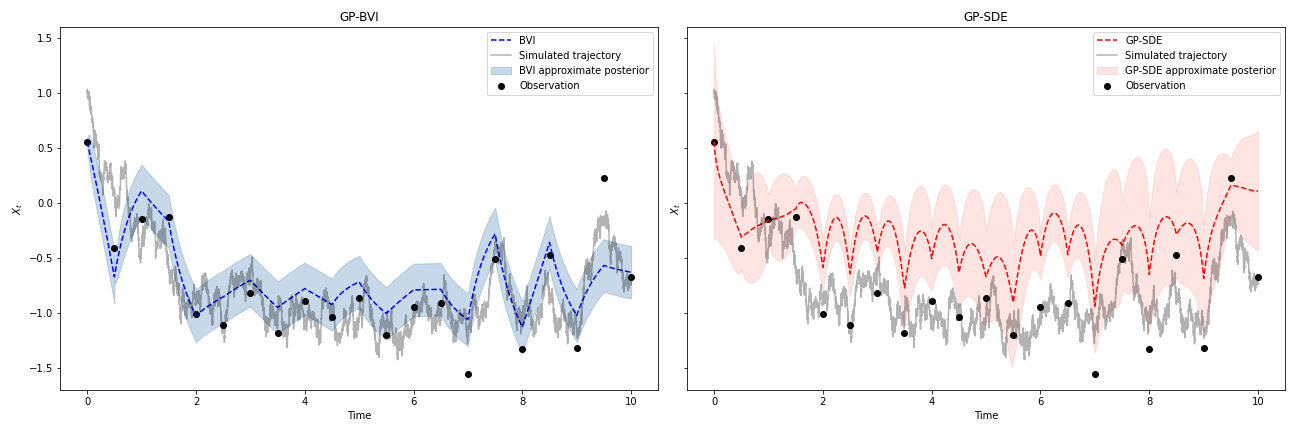 GP-BVI
BVI
Simulated trajectory
BVI approximate posterior
Observation
1.5
1.0
0.5
0.0
−0.5
−1.0
−1.5
X_t
0 2 4 6 8 10
Time
GP-SDE
GP-SDE
Simulated trajectory
GP-SDE approximate posterior
Observation
X_t
0 2 4 6 8 10
Time